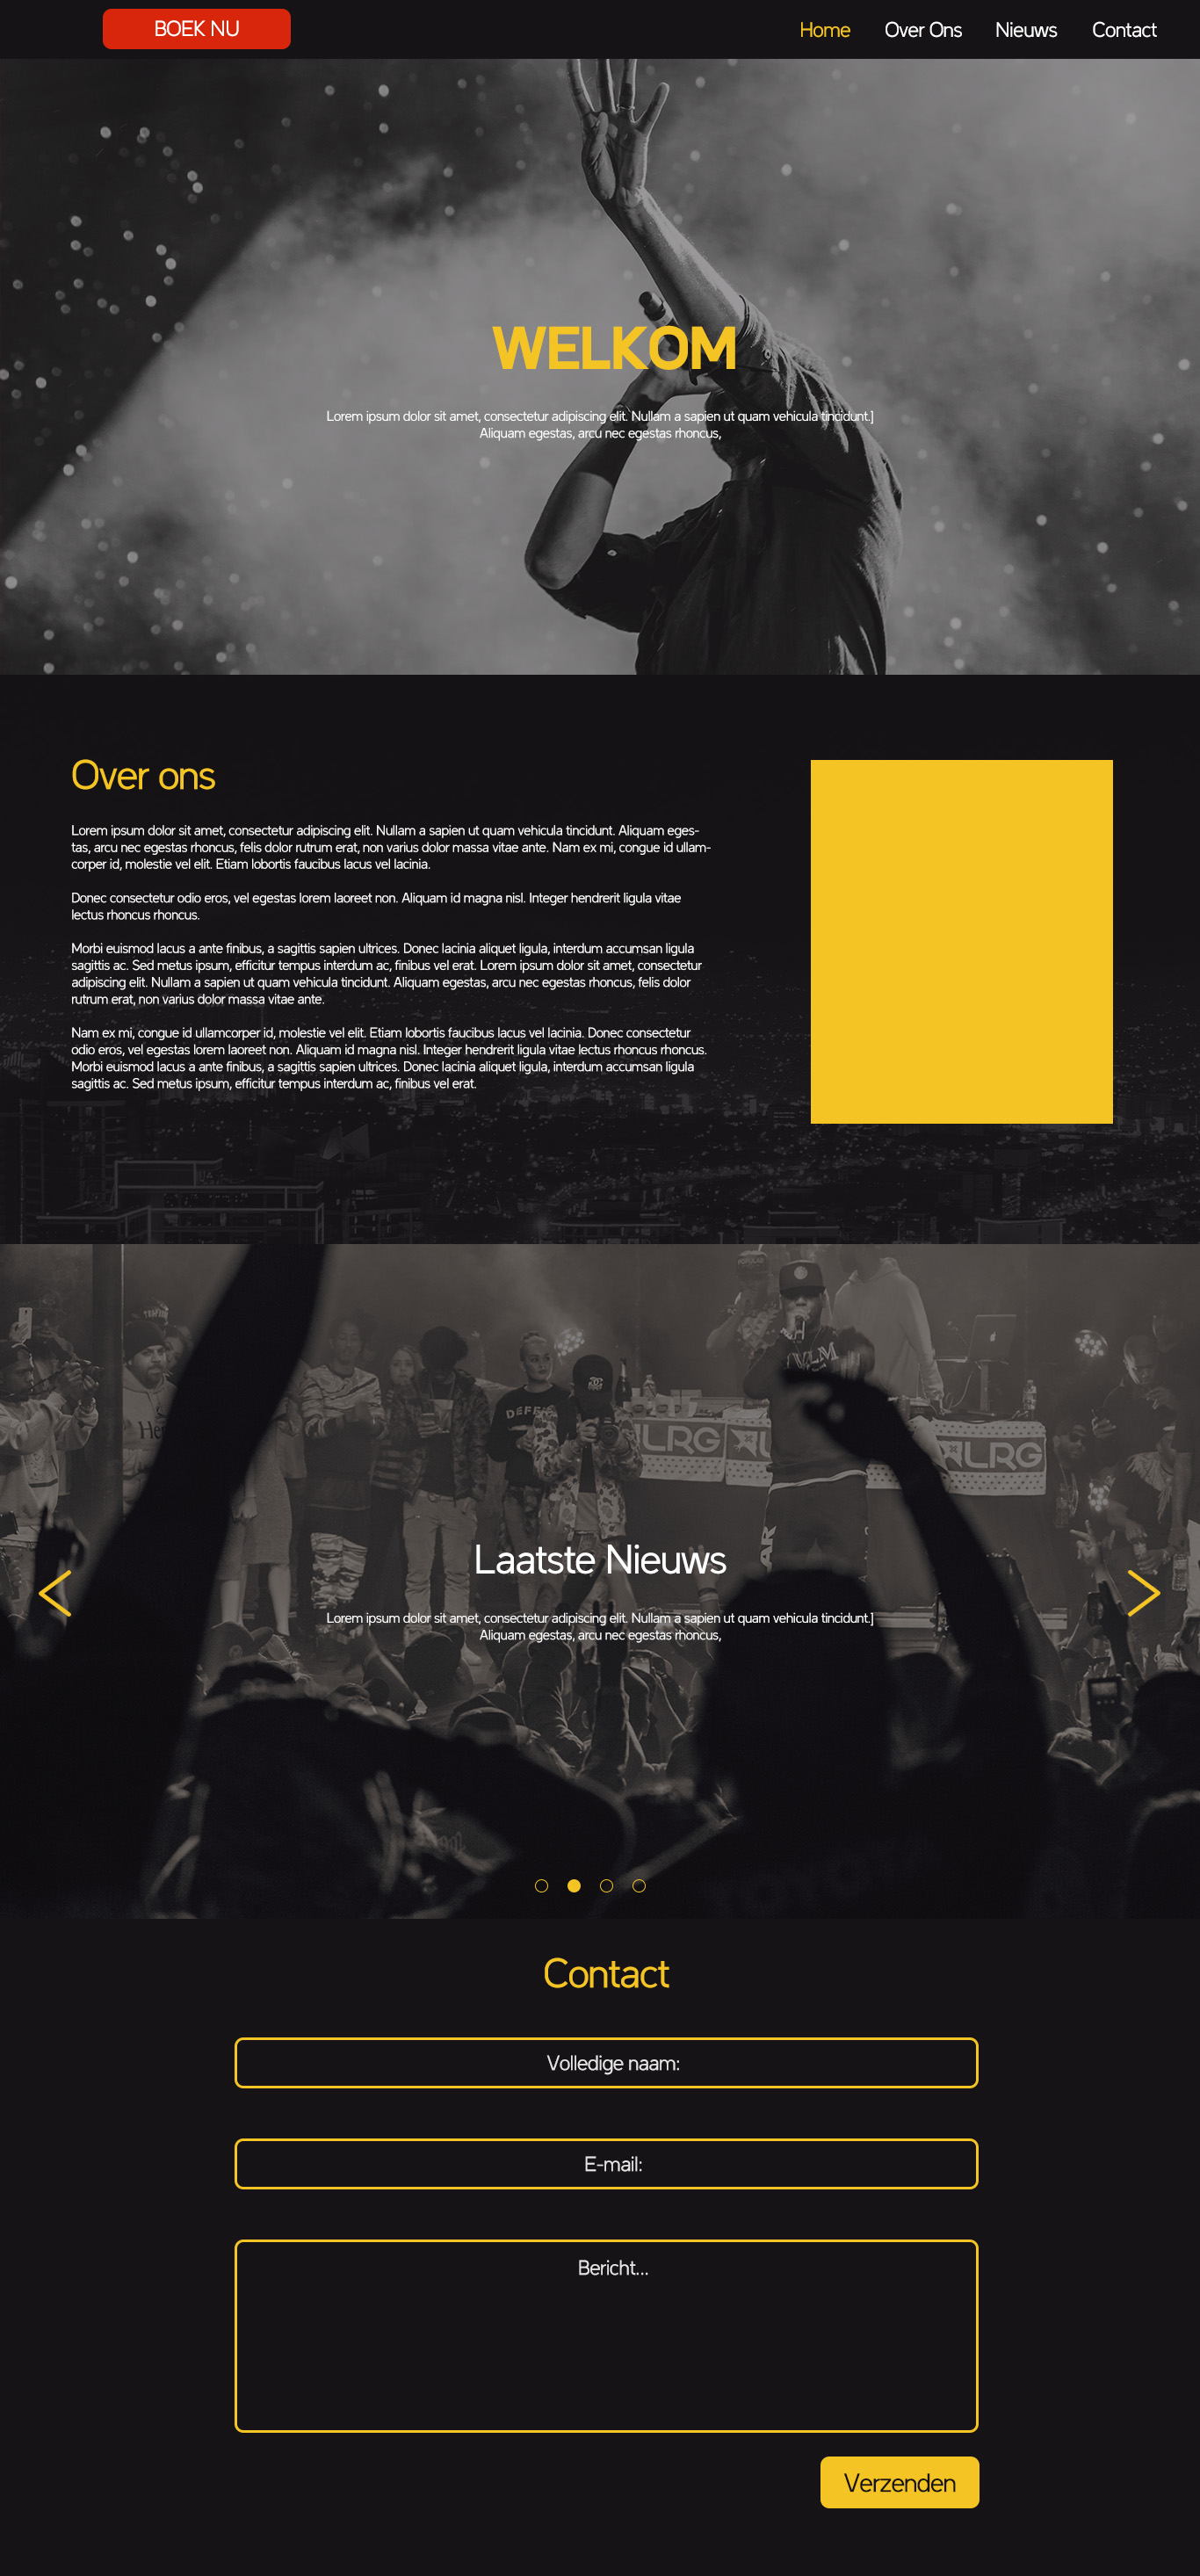 BOEK NU
Home
Over Ons
Nieuws
Contact
WELKOM
Lorem ipsum dolor sit amet, consectetur adipiscing elit. Nullam a sapien ut quam vehicula tincidunt.]
Aliquam egestas, arcu nec egestas rhoncus,
Over ons
Lorem ipsum dolor sit amet, consectetur adipiscing elit. Nullam a sapien ut quam vehicula tincidunt. Aliquam eges-
tas, arcu nec egestas rhoncus, felis dolor rutrum erat, non varius dolor massa vitae ante. Nam ex mi, congue id ullam-
corper id, molestie vel elit. Etiam lobortis faucibus lacus vel lacinia.
Donec consectetur odio eros, vel egestas lorem laoreet non. Aliquam id magna nisl. Integer hendrerit ligula vitae
lectus rhoncus rhoncus.
Morbi euismod lacus a ante finibus, a sagittis sapien ultrices. Donec lacinia aliquet ligula, interdum accumsan ligula
sagittis ac. Sed metus ipsum, efficitur tempus interdum ac, finibus vel erat. Lorem ipsum dolor sit amet, consectetur
adipiscing elit. Nullam a sapien ut quam vehicula tincidunt. Aliquam egestas, arcu nec egestas rhoncus, felis dolor
rutrum erat, non varius dolor massa vitae ante.
Nam ex mi, congue id ullamcorper id, molestie vel elit. Etiam lobortis faucibus lacus vel lacinia. Donec consectetur
odio eros, vel egestas lorem laoreet non. Aliquam id magna nisl. Integer hendrerit ligula vitae lectus rhoncus rhoncus.
Morbi euismod lacus a ante finibus, a sagittis sapien ultrices. Donec lacinia aliquet ligula, interdum accumsan ligula
sagittis ac. Sed metus ipsum, efficitur tempus interdum ac, finibus vel erat.
VLM
LRG
LRG
Laatste Nieuws
Lorem ipsum dolor sit amet, consectetur adipiscing elit. Nullam a sapien ut quam vehicula tincidunt.]
Aliquam egestas, arcu nec egestas rhoncus,
Contact
Volledige naam:
E-mail:
Bericht...
Verzenden